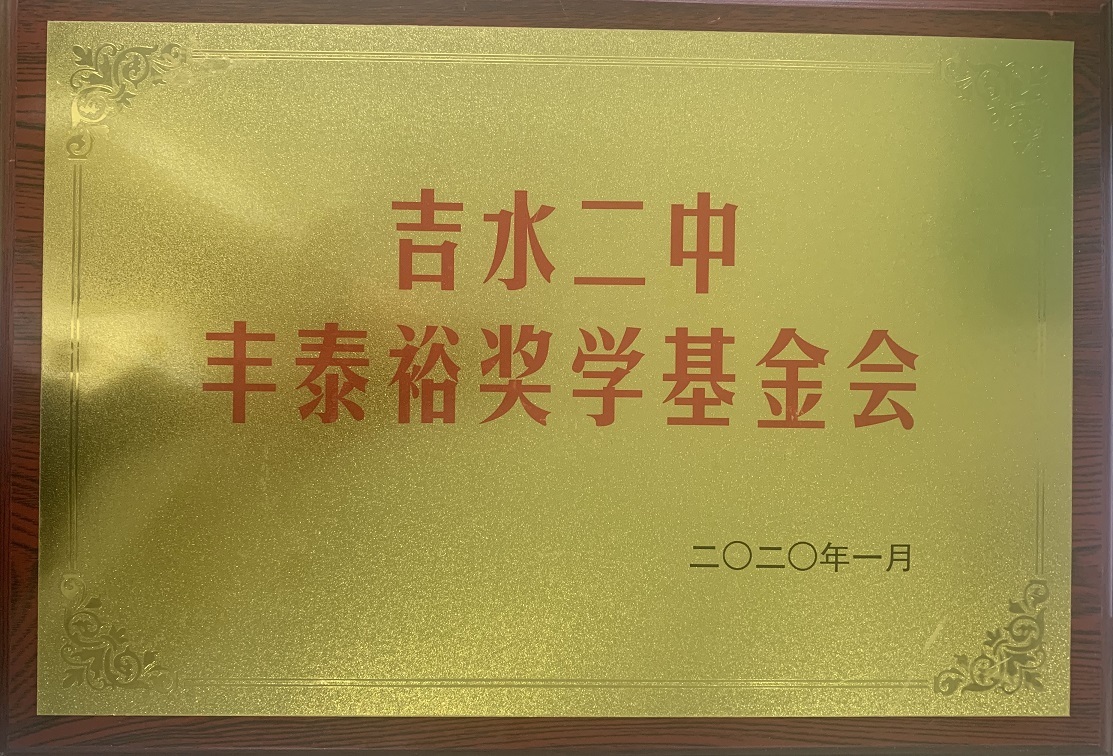 吉水二中
丰泰裕奖学基金会
二〇二〇年一月